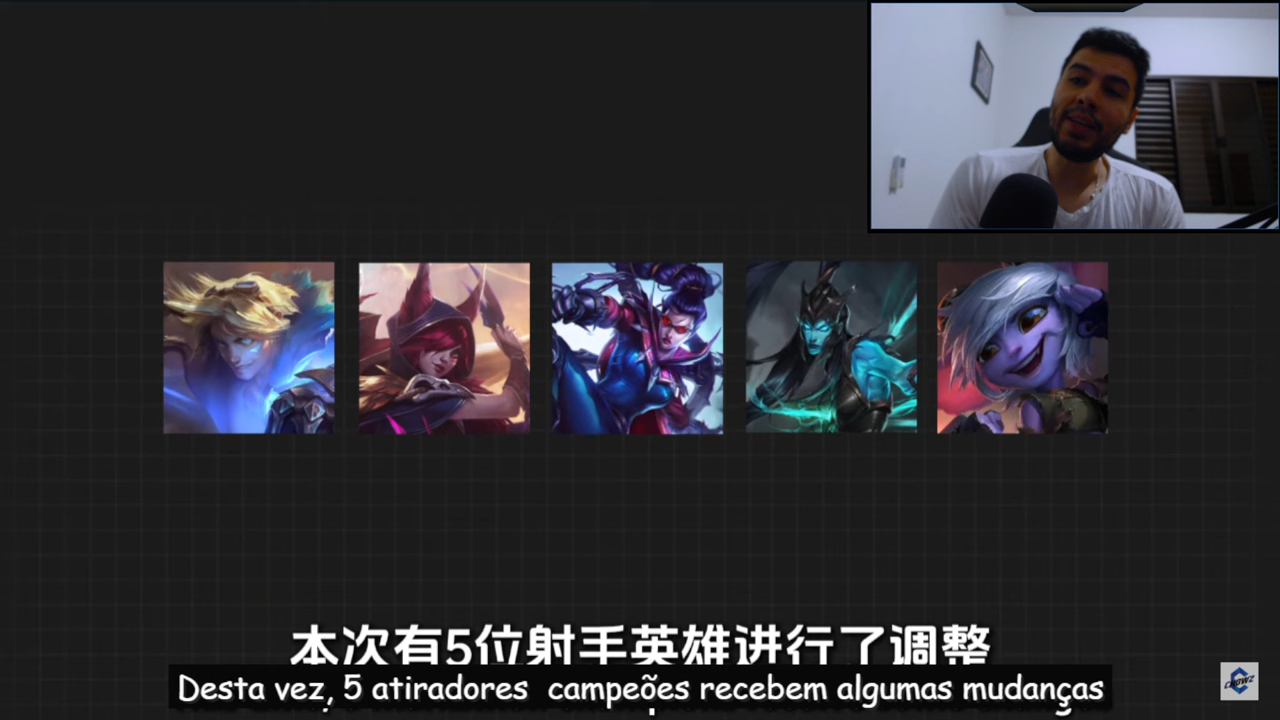 本次有5位射手英雄进行了调整
Desta vez, 5 atiradores campeões recebem algumas mudanças
CHAWZ